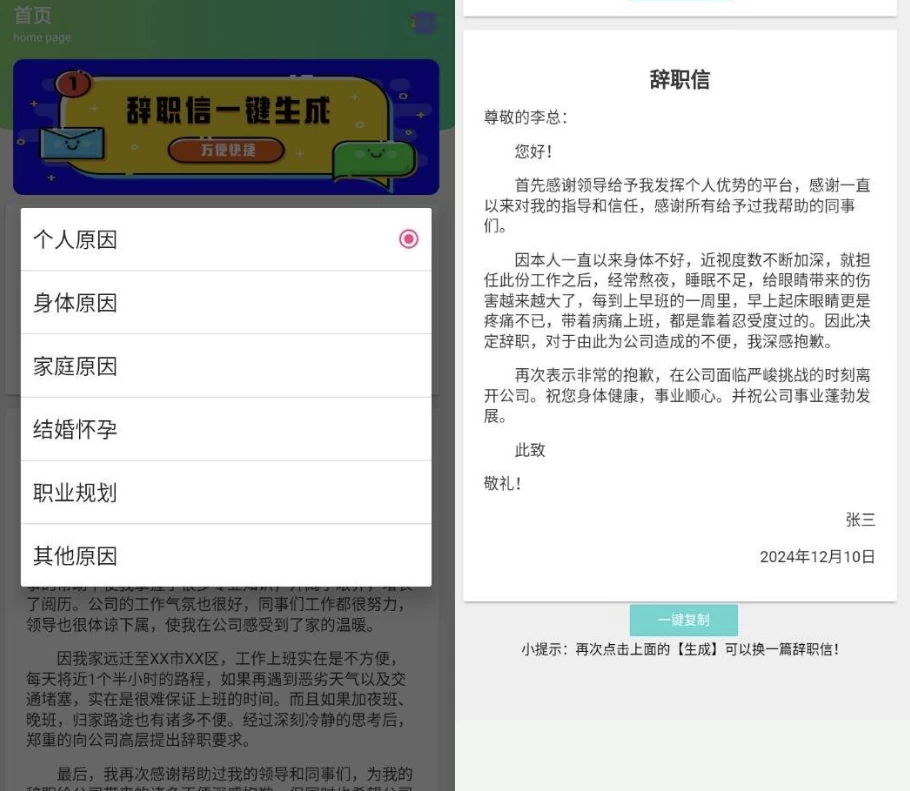 首页
home page
1
辞职信一键生成
方便快捷
个人原因
身体原因
家庭原因
结婚怀孕
职业规划
其他原因
了阅历。公司的工作气氛也很好，同事们工作都很努力，
领导也很体谅下属，使我在公司感受到了家的温暖。
因我家远迁至XX市XX区，工作上班实在是不方便，
每天将近1个半小时的路程，如果再遇到恶劣天气以及交
通堵塞，实在是很难保证上班的时间。而且如果加夜班、
晚班，归家路途也有诸多不便。经过深刻冷静的思考后，
郑重的向公司高层提出辞职要求。
最后，我再次感谢帮助过我的领导和同事们，为我的
辞职信
尊敬的李总：
您好！
首先感谢领导给予我发挥个人优势的平台，感谢一直
以来对我的指导和信任，感谢所有给予过我帮助的同事
们。
因本人一直以来身体不好，近视度数不断加深，就担
任此份工作之后，经常熬夜，睡眠不足，给眼睛带来的伤
害越来越大了，每到上早班的一周里，早上起床眼睛更是
疼痛不已，带着病痛上班，都是靠着忍受度过的。因此决
定辞职，对于由此为公司造成的不便，我深感抱歉。
再次表示非常的抱歉，在公司面临严峻挑战的时刻离
开公司。祝您身体健康，事业顺心。并祝公司事业蓬勃发
展。
此致
敬礼！
张三
2024年12月10日
一键复制
小提示：再次点击上面的【生成】可以换一篇辞职信！